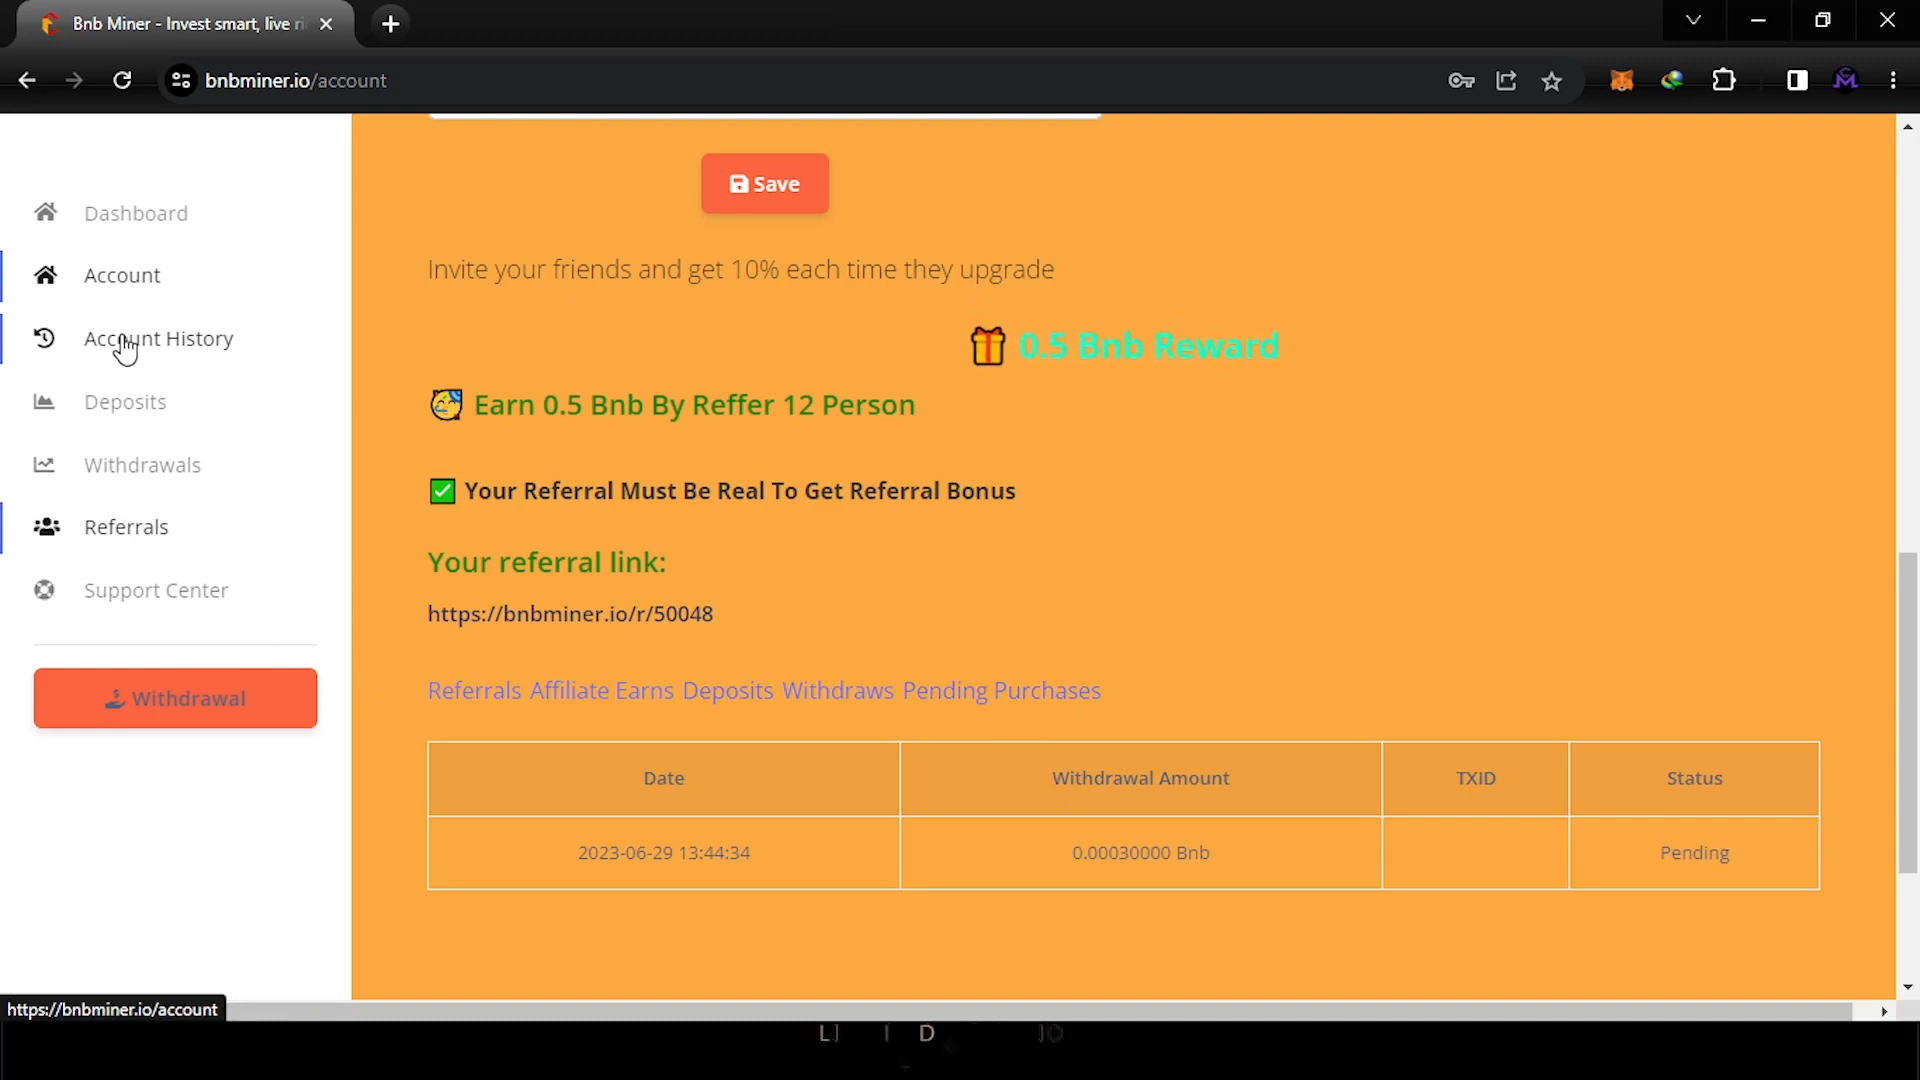 Bnb Miner - Invest smart, live ri
bnbminer.io/account
Dashboard
Account
Account History
Deposits
Withdrawals
Referrals
Support Center
Withdrawal
Save
Invite your friends and get 10% each time they upgrade
0.5 Bnb Reward
Earn 0.5 Bnb By Reffer 12 Person
Your Referral Must Be Real To Get Referral Bonus
Your referral link:
https://bnbminer.io/r/50048
Referrals Affiliate Earns Deposits Withdraws Pending Purchases
Date Withdrawal Amount TXID Status
2023-06-29 13:44:34 0.00030000 Bnb Pending
https://bnbminer.io/account